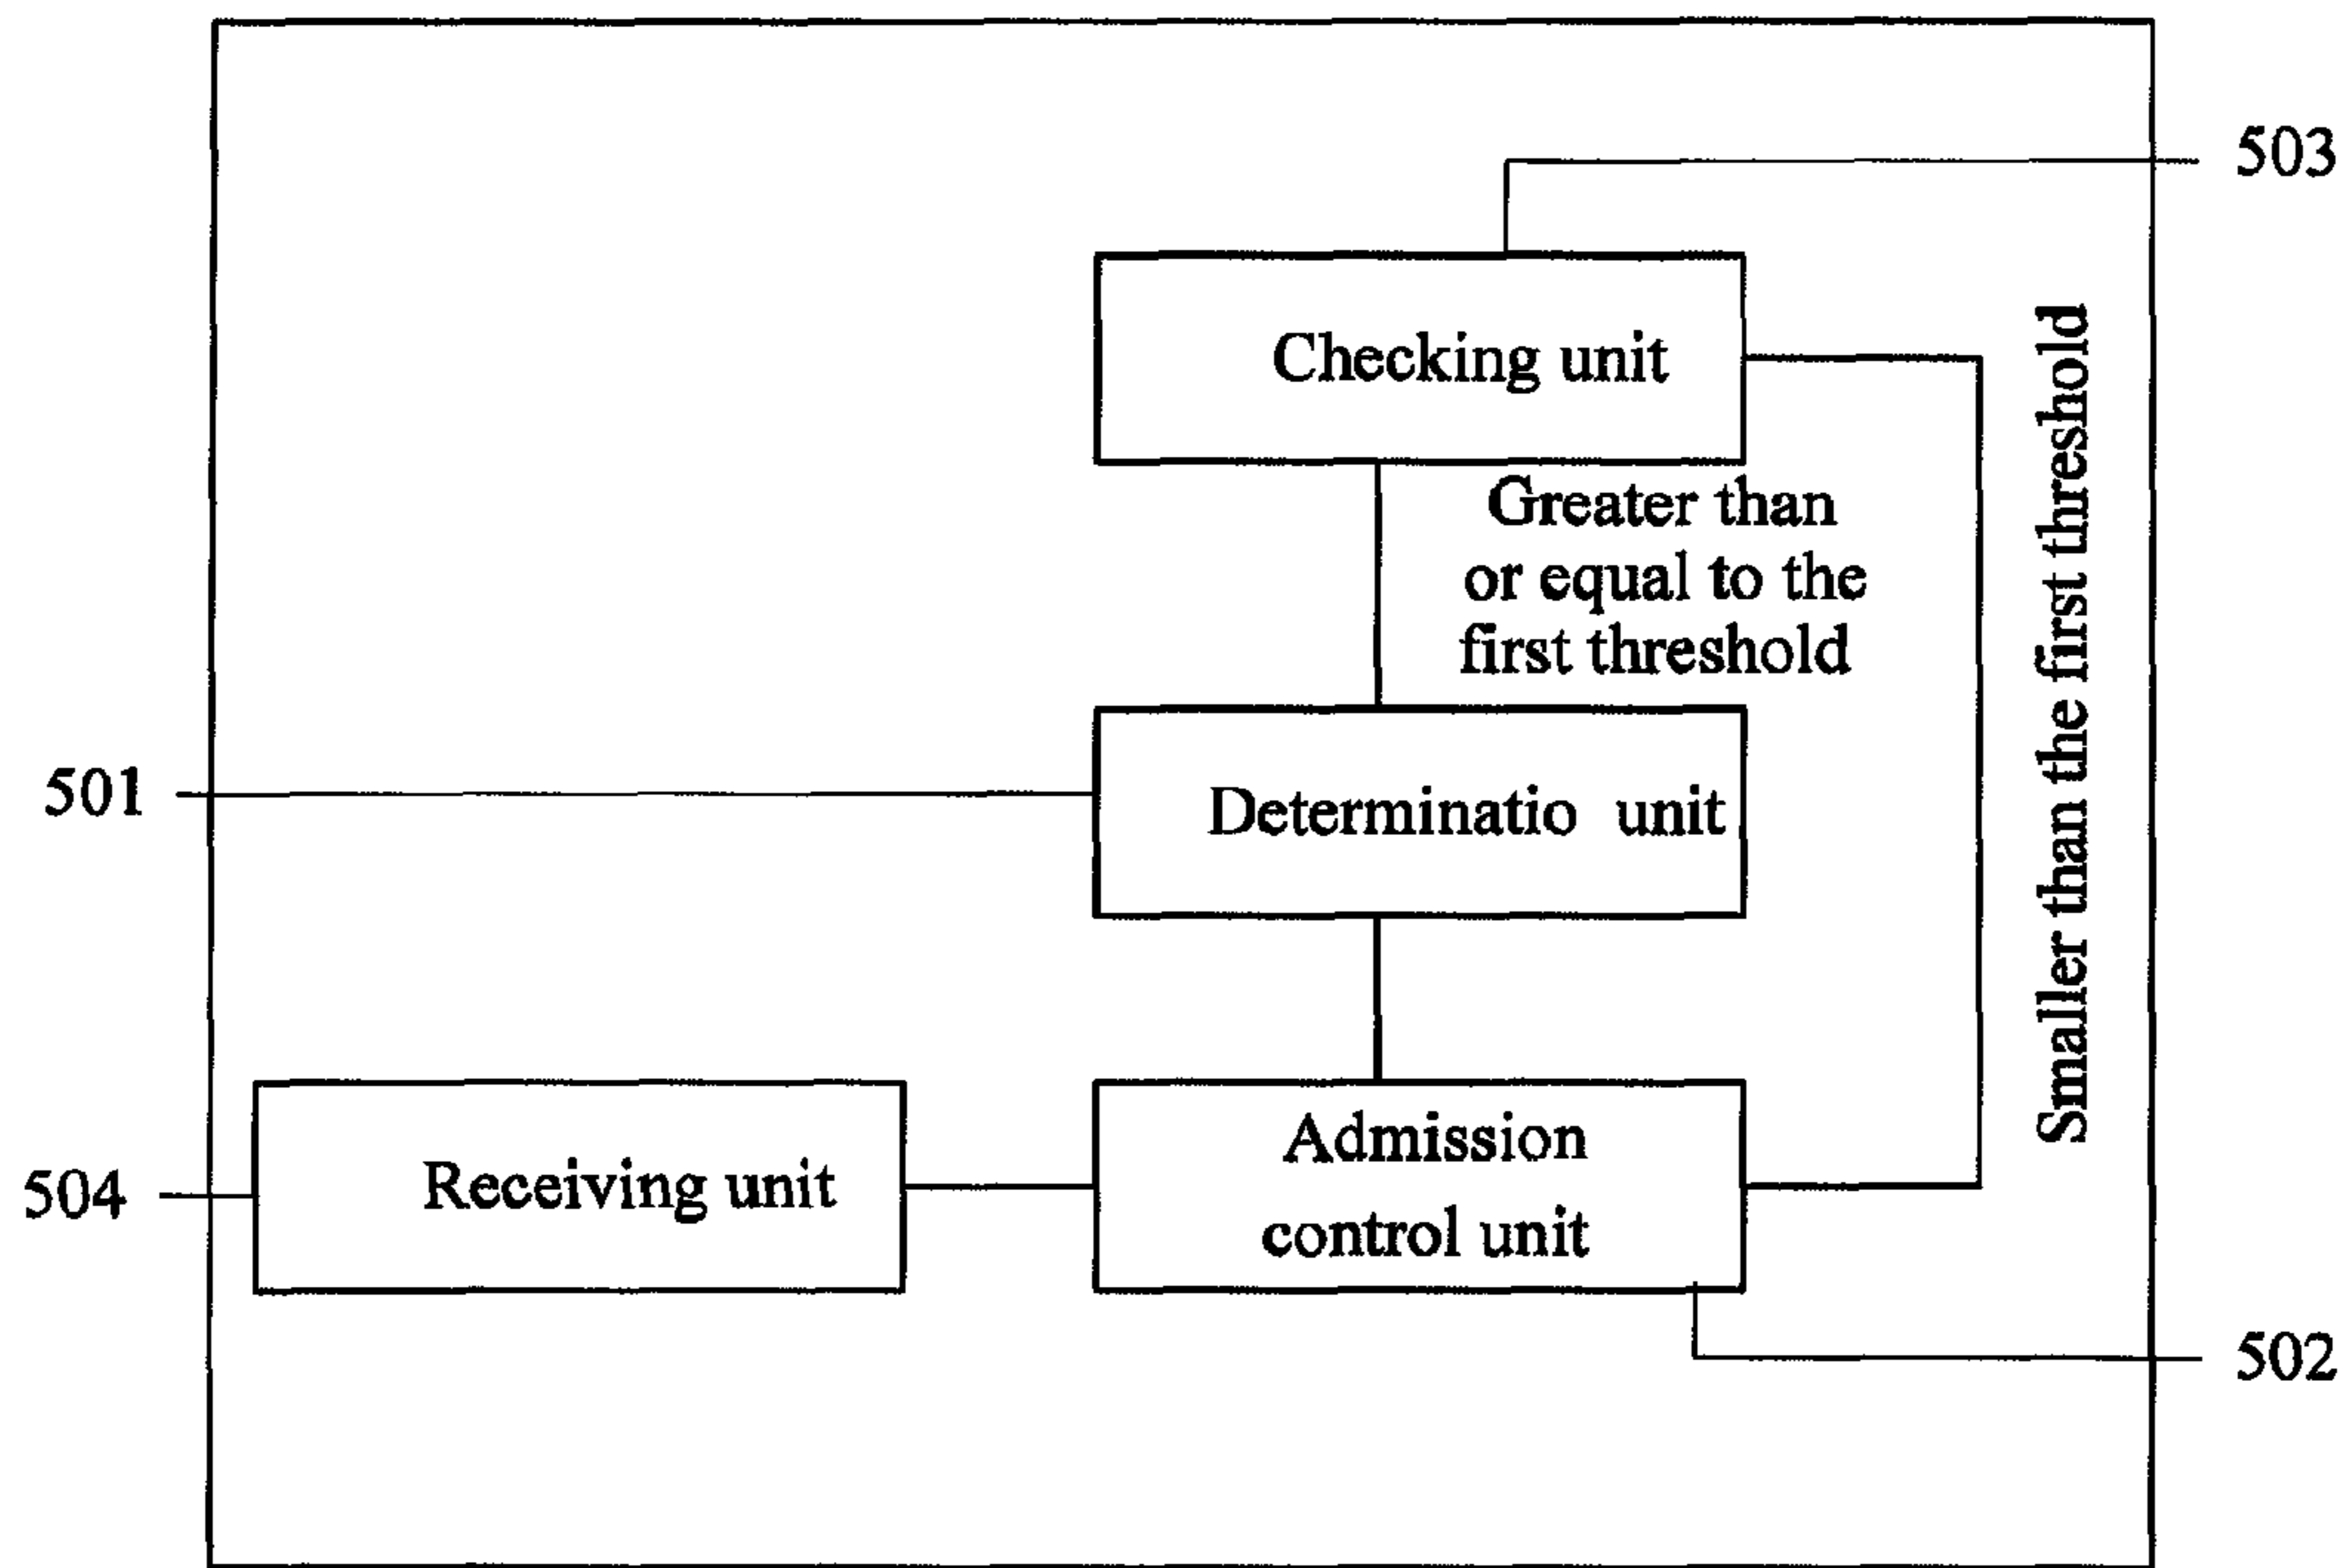 503
Checking unit
Greater than
or equal to the
first threshold
Smaller than the first threshold
501
Determinatio unit
Admission
control unit
504
Receiving unit
502